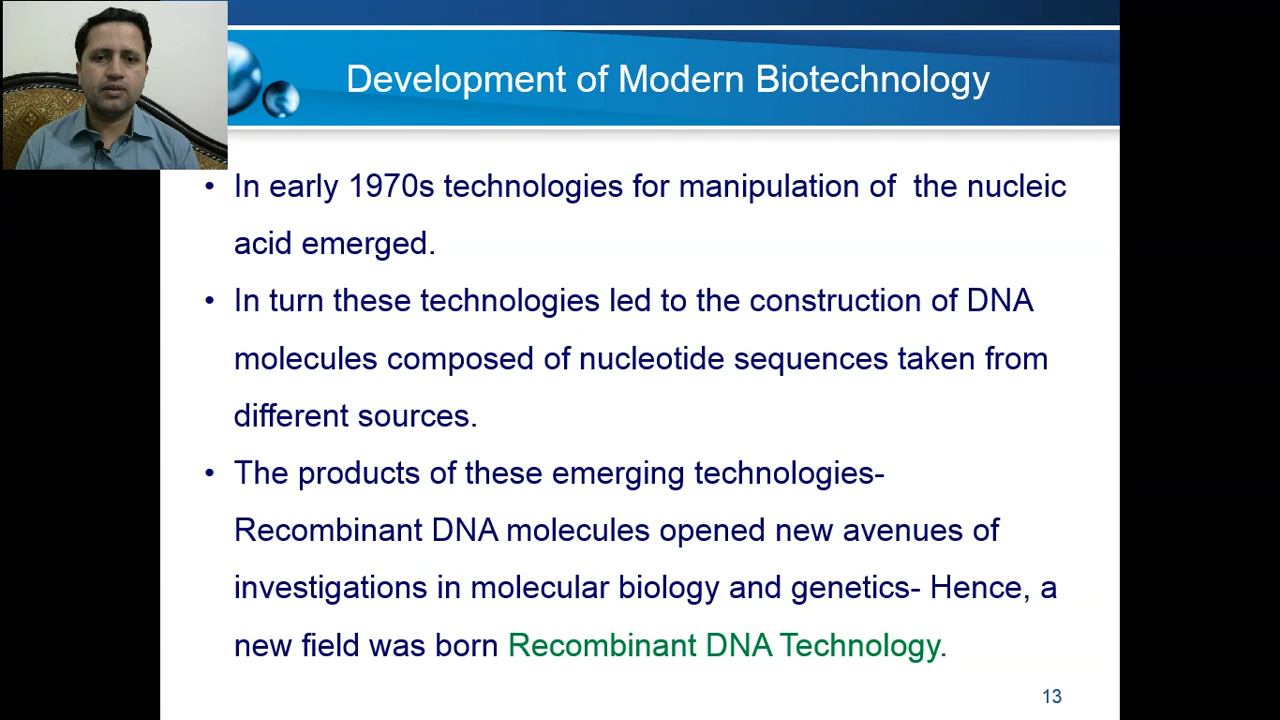 Development of Modern Biotechnology
• In early 1970s technologies for manipulation of the nucleic
acid emerged.
• In turn these technologies led to the construction of DNA
molecules composed of nucleotide sequences taken from
different sources.
• The products of these emerging technologies-
Recombinant DNA molecules opened new avenues of
investigations in molecular biology and genetics- Hence, a
new field was born Recombinant DNA Technology.
13